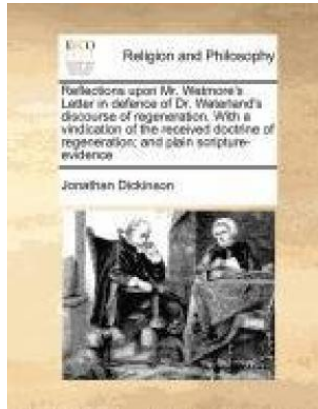 ECCO
Religion and Philosophy
Reflections upon Mr. Wetmore's
Letter in defence of Dr. Waterland's
discourse of regeneration. With a
vindication of the received doctrine of
regeneration; and plain scripture-
evidence
Jonathan Dickinson